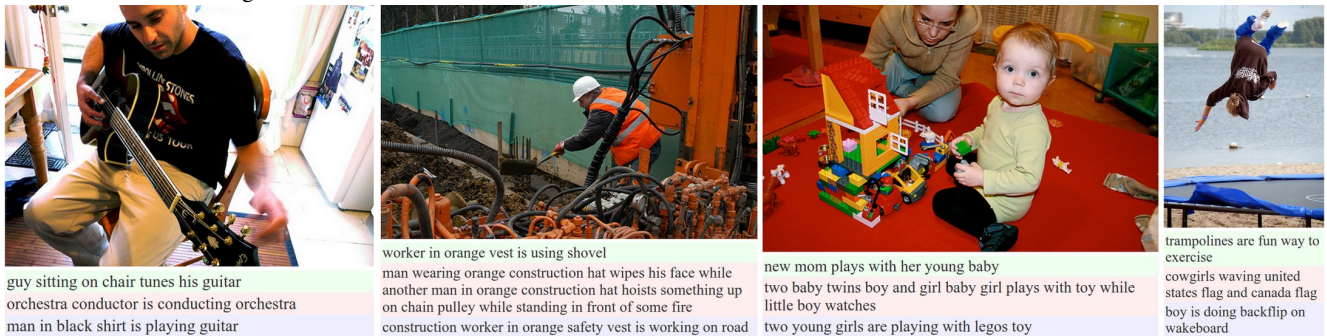 ROLLING STONES
US TOUR
guy sitting on chair tunes his guitar
orchestra conductor is conducting orchestra
man in black shirt is playing guitar
worker in orange vest is using shovel
man wearing orange construction hat wipes his face while
another man in orange construction hat hoists something up
on chain pulley while standing in front of some fire
construction worker in orange safety vest is working on road
new mom plays with her young baby
two baby twins boy and girl baby girl plays with toy while
little boy watches
two young girls are playing with legos toy
trampolines are fun way to
exercise
cowgirls waving united
states flag and canada flag
boy is doing backflip on
wakeboard